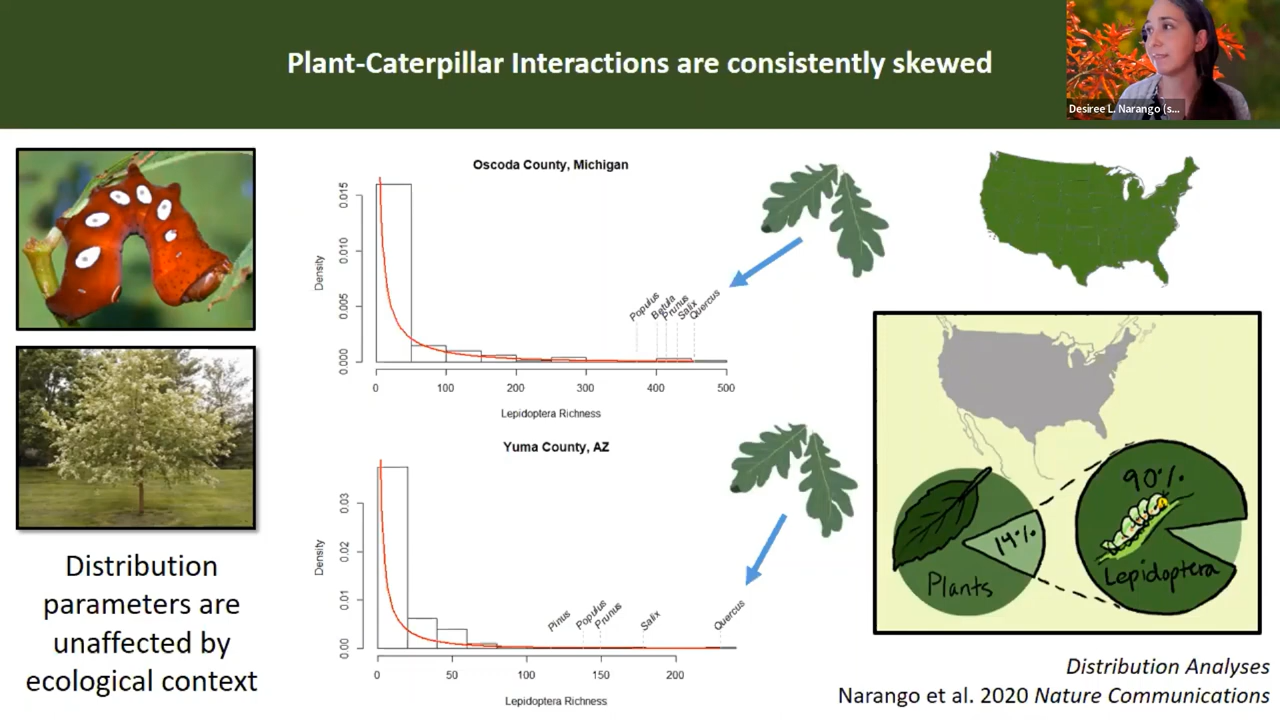 Plant-Caterpillar Interactions are consistently skewed
Desiree L. Narango (s...
Oscoda County, Michigan
0.015
0.010
0.005
0.000
Density
Populus
Betula
Prunus
Salix
Quercus
0 100 200 300 400 500
Lepidoptera Richness
Yuma County, AZ
0.03
0.02
0.01
0.00
Density
Pinus
Populus
Prunus
Salix
Quercus
0 50 100 150 200
Lepidoptera Richness
Distribution
parameters are
unaffected by
ecological context
90%
14%
Plants
Lepidoptera
Distribution Analyses
Narango et al. 2020 Nature Communications